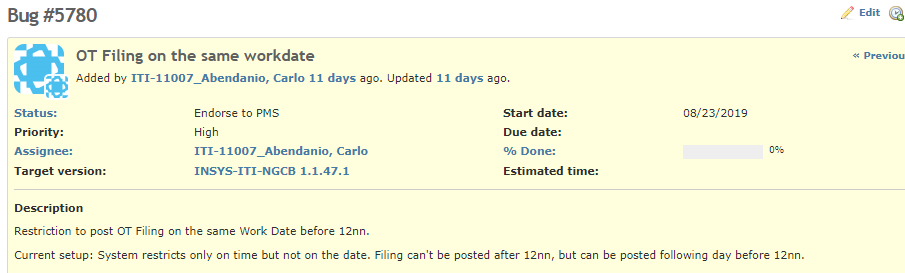 Bug #5780
Edit
OT Filing on the same workdate
« Previou
Added by ITI-11007_Abendanio, Carlo 11 days ago. Updated 11 days ago.
Status: Endorse to PMS Start date: 08/23/2019
Priority: High Due date:
Assignee: ITI-11007_Abendanio, Carlo % Done: 0%
Target version: INSYS-ITI-NGCB 1.1.47.1 Estimated time:
Description
Restriction to post OT Filing on the same Work Date before 12nn.
Current setup: System restricts only on time but not on the date. Filing can't be posted after 12nn, but can be posted following day before 12nn.